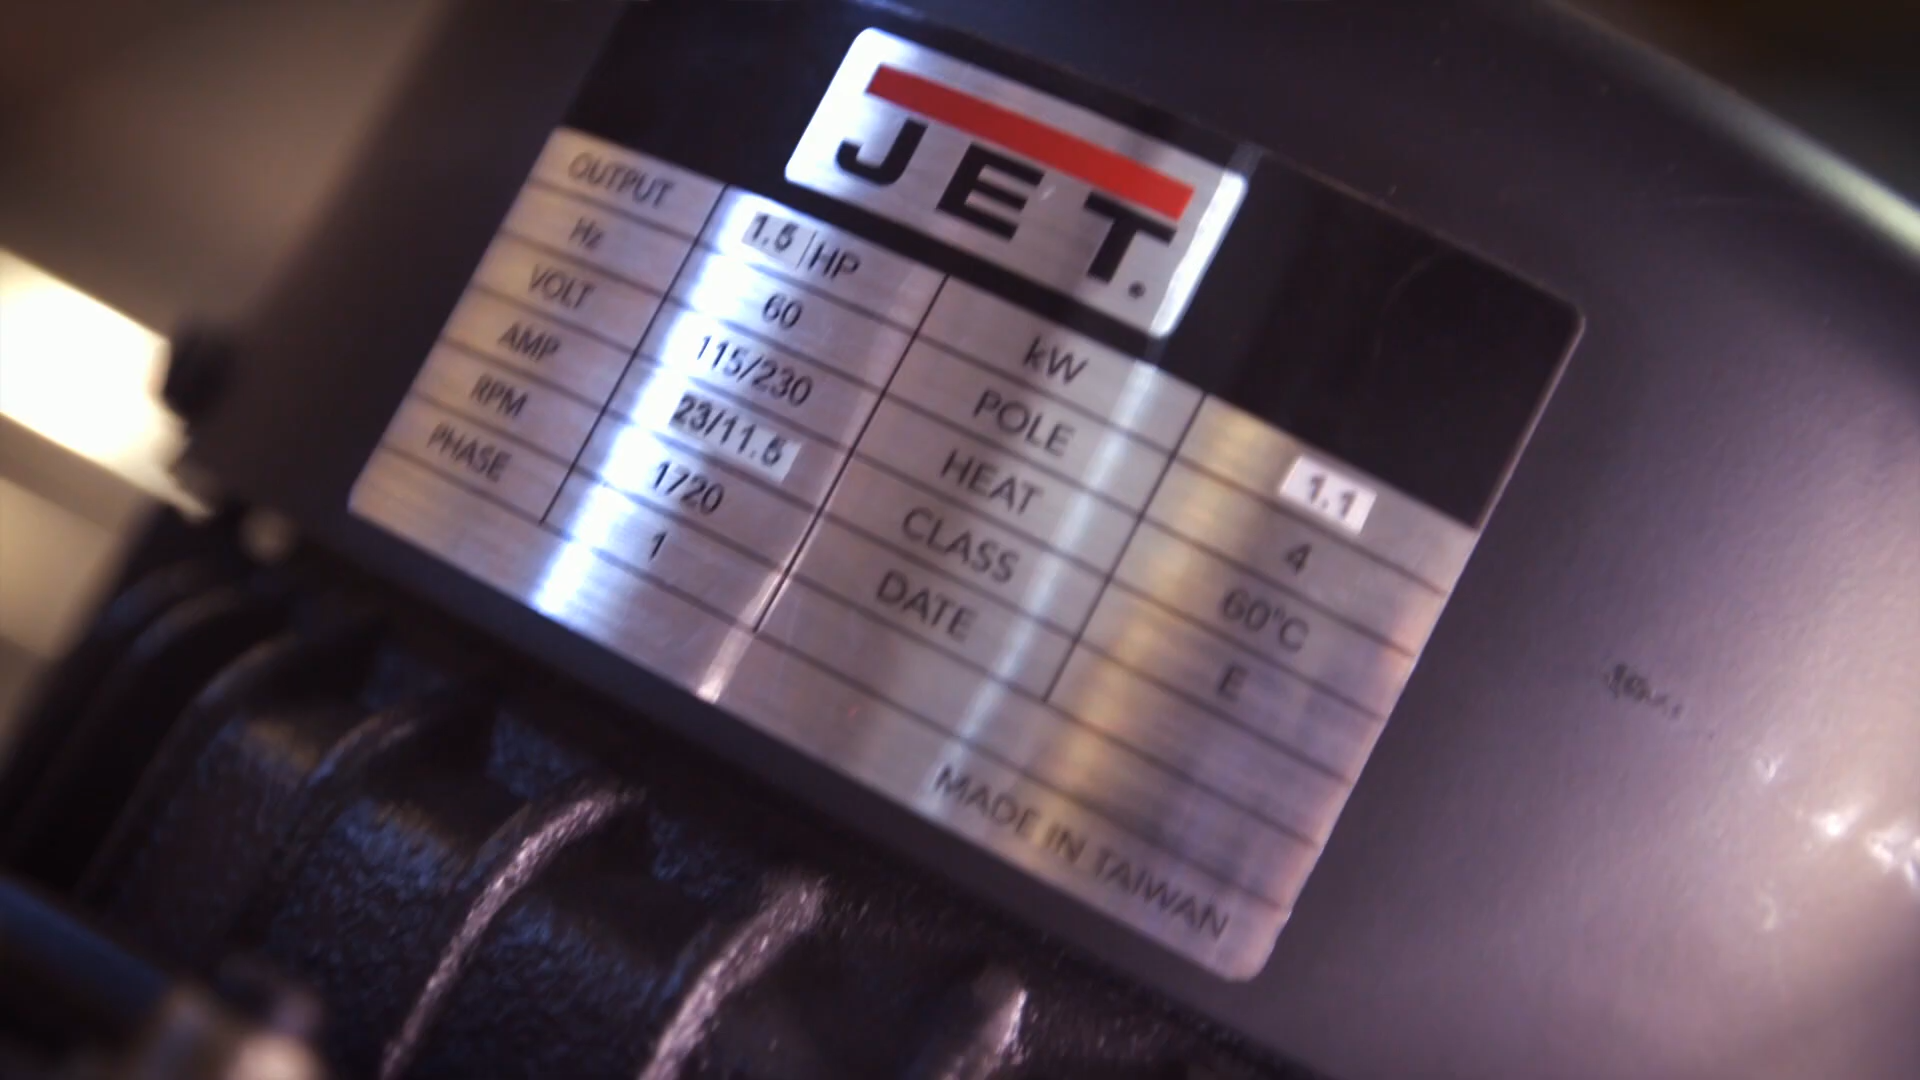 JET.
OUTPUT 1.5 HP kW 1.1
Hz 60 POLE 4
VOLT 115/230 HEAT 60°C
AMP 23/11.5 CLASS E
RPM 1720 DATE
PHASE 1
MADE IN TAIWAN